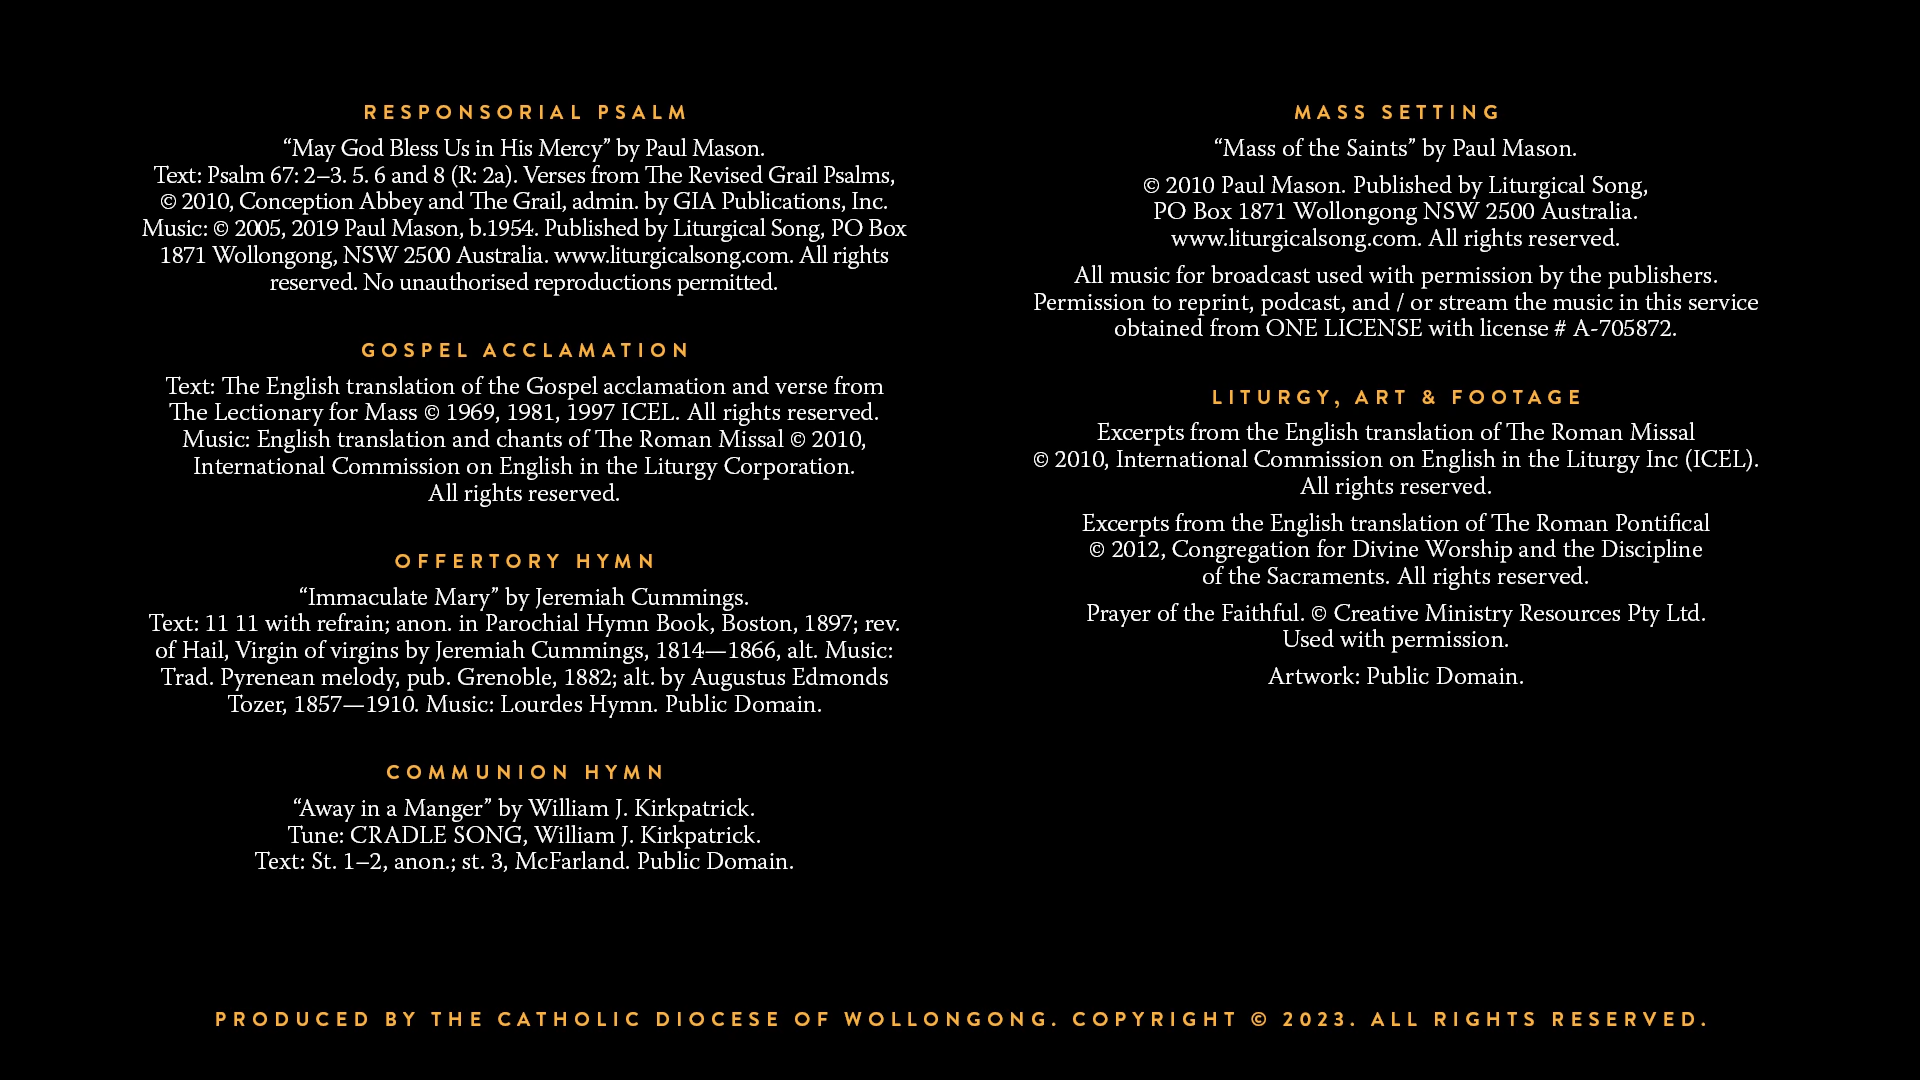 RESPONSORIAL PSALM
“May God Bless Us in His Mercy” by Paul Mason.
Text: Psalm 67: 2–3. 5. 6 and 8 (R: 2a). Verses from The Revised Grail Psalms,
© 2010, Conception Abbey and The Grail, admin. by GIA Publications, Inc.
Music: © 2005, 2019 Paul Mason, b.1954. Published by Liturgical Song, PO Box
1871 Wollongong, NSW 2500 Australia. www.liturgicalsong.com. All rights
reserved. No unauthorised reproductions permitted.
GOSPEL ACCLAMATION
Text: The English translation of the Gospel acclamation and verse from
The Lectionary for Mass © 1969, 1981, 1997 ICEL. All rights reserved.
Music: English translation and chants of The Roman Missal © 2010,
International Commission on English in the Liturgy Corporation.
All rights reserved.
OFFERTORY HYMN
“Immaculate Mary” by Jeremiah Cummings.
Text: 11 11 with refrain; anon. in Parochial Hymn Book, Boston, 1897; rev.
of Hail, Virgin of virgins by Jeremiah Cummings, 1814—1866, alt. Music:
Trad. Pyrenean melody, pub. Grenoble, 1882; alt. by Augustus Edmonds
Tozer, 1857—1910. Music: Lourdes Hymn. Public Domain.
COMMUNION HYMN
“Away in a Manger” by William J. Kirkpatrick.
Tune: CRADLE SONG, William J. Kirkpatrick.
Text: St. 1–2, anon.; st. 3, McFarland. Public Domain.
MASS SETTING
“Mass of the Saints” by Paul Mason.
© 2010 Paul Mason. Published by Liturgical Song,
PO Box 1871 Wollongong NSW 2500 Australia.
www.liturgicalsong.com. All rights reserved.
All music for broadcast used with permission by the publishers.
Permission to reprint, podcast, and / or stream the music in this service
obtained from ONE LICENSE with license # A-705872.
LITURGY, ART & FOOTAGE
Excerpts from the English translation of The Roman Missal
© 2010, International Commission on English in the Liturgy Inc (ICEL).
All rights reserved.
Excerpts from the English translation of The Roman Pontifical
© 2012, Congregation for Divine Worship and the Discipline
of the Sacraments. All rights reserved.
Prayer of the Faithful. © Creative Ministry Resources Pty Ltd.
Used with permission.
Artwork: Public Domain.
PRODUCED BY THE CATHOLIC DIOCESE OF WOLLONGONG. COPYRIGHT © 2023. ALL RIGHTS RESERVED.